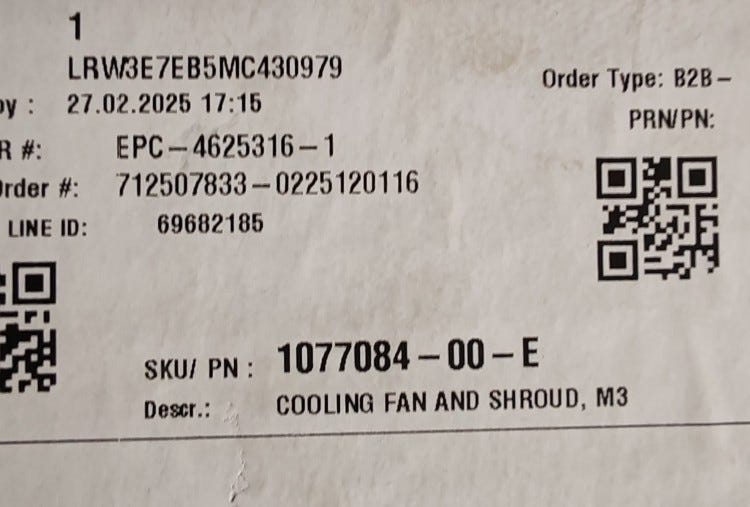 1
LRW3E7EB5MC430979
by : 27.02.2025 17:15
Order Type: B2B –
R #: EPC – 4625316 – 1
PRN/PN:
Order #: 712507833 – 0225120116
LINE ID: 69682185
SKU/ PN : 1077084 – 00 – E
Descr.: COOLING FAN AND SHROUD, M3